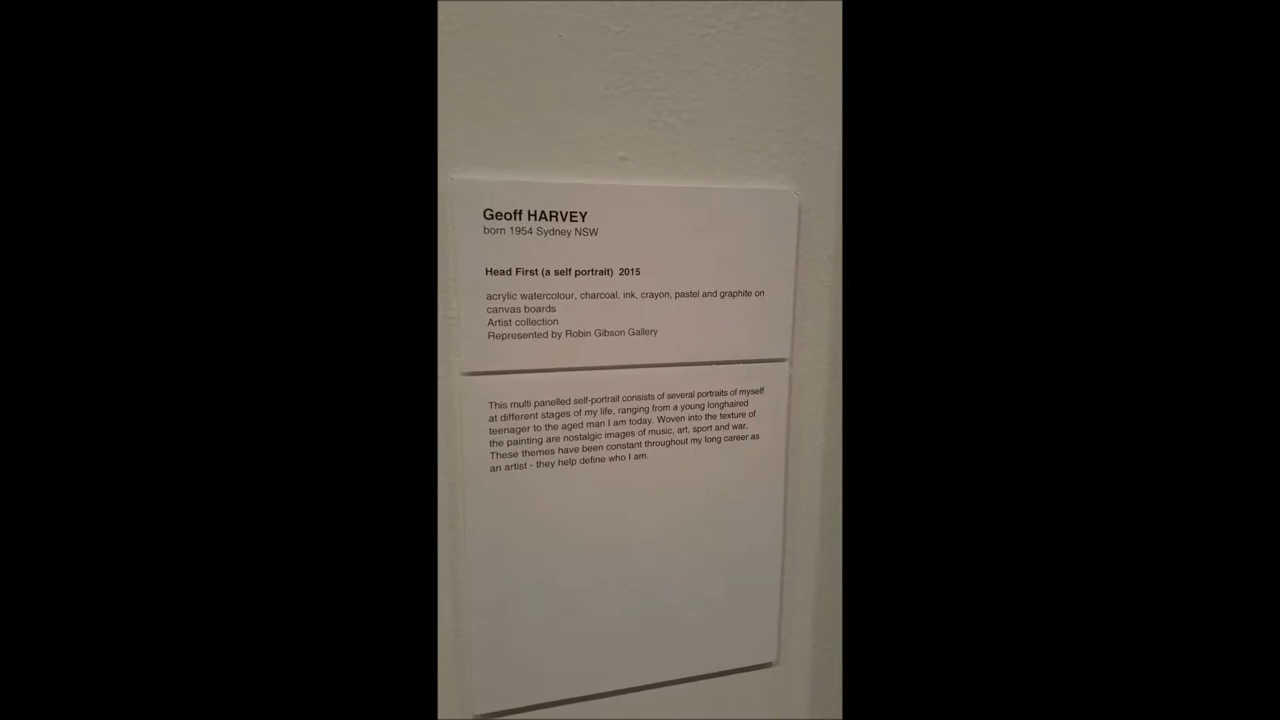 Geoff HARVEY
born 1954 Sydney NSW
Head First (a self portrait) 2015
acrylic watercolour, charcoal, ink, crayon, pastel and graphite on
canvas boards
Artist collection
Represented by Robin Gibson Gallery
This multi panelled self-portrait consists of several portraits of myself
at different stages of my life, ranging from a young longhaired
teenager to the aged man I am today. Woven into the texture of
the painting are nostalgic images of music, art, sport and war.
These themes have been constant throughout my long career as
an artist - they help define who I am.